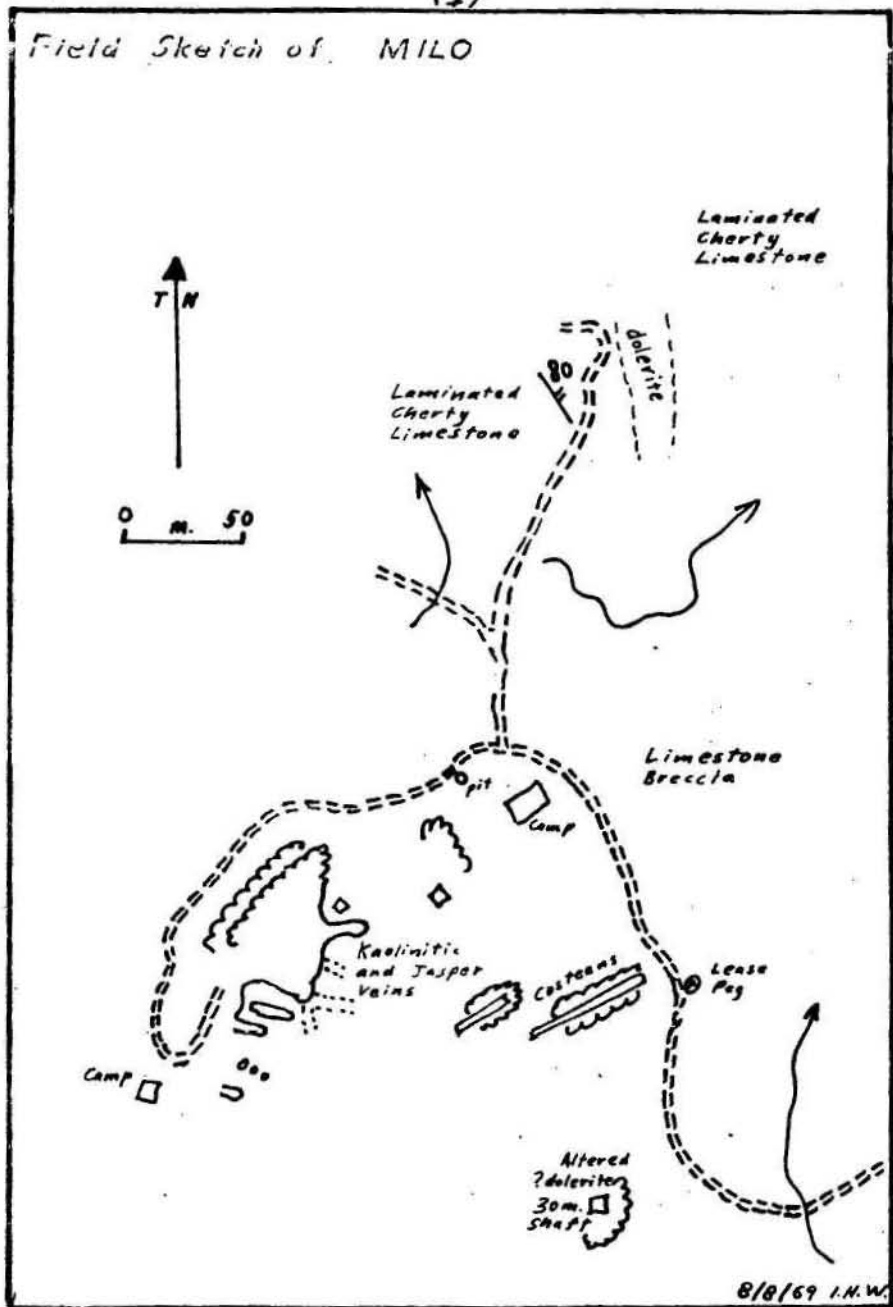 Field Sketch of MILO
Laminated
Cherty
Limestone
T N
dolerite
80
Laminated
Cherty
Limestone
0 m. 50
Limestone
Breccia
pit
Camp
Kaolinitic
and Jasper
Veins
Costeans
Lease
Peg
Camp
Altered
?dolerite
30m.
shaft
8/8/69 I.H.W.